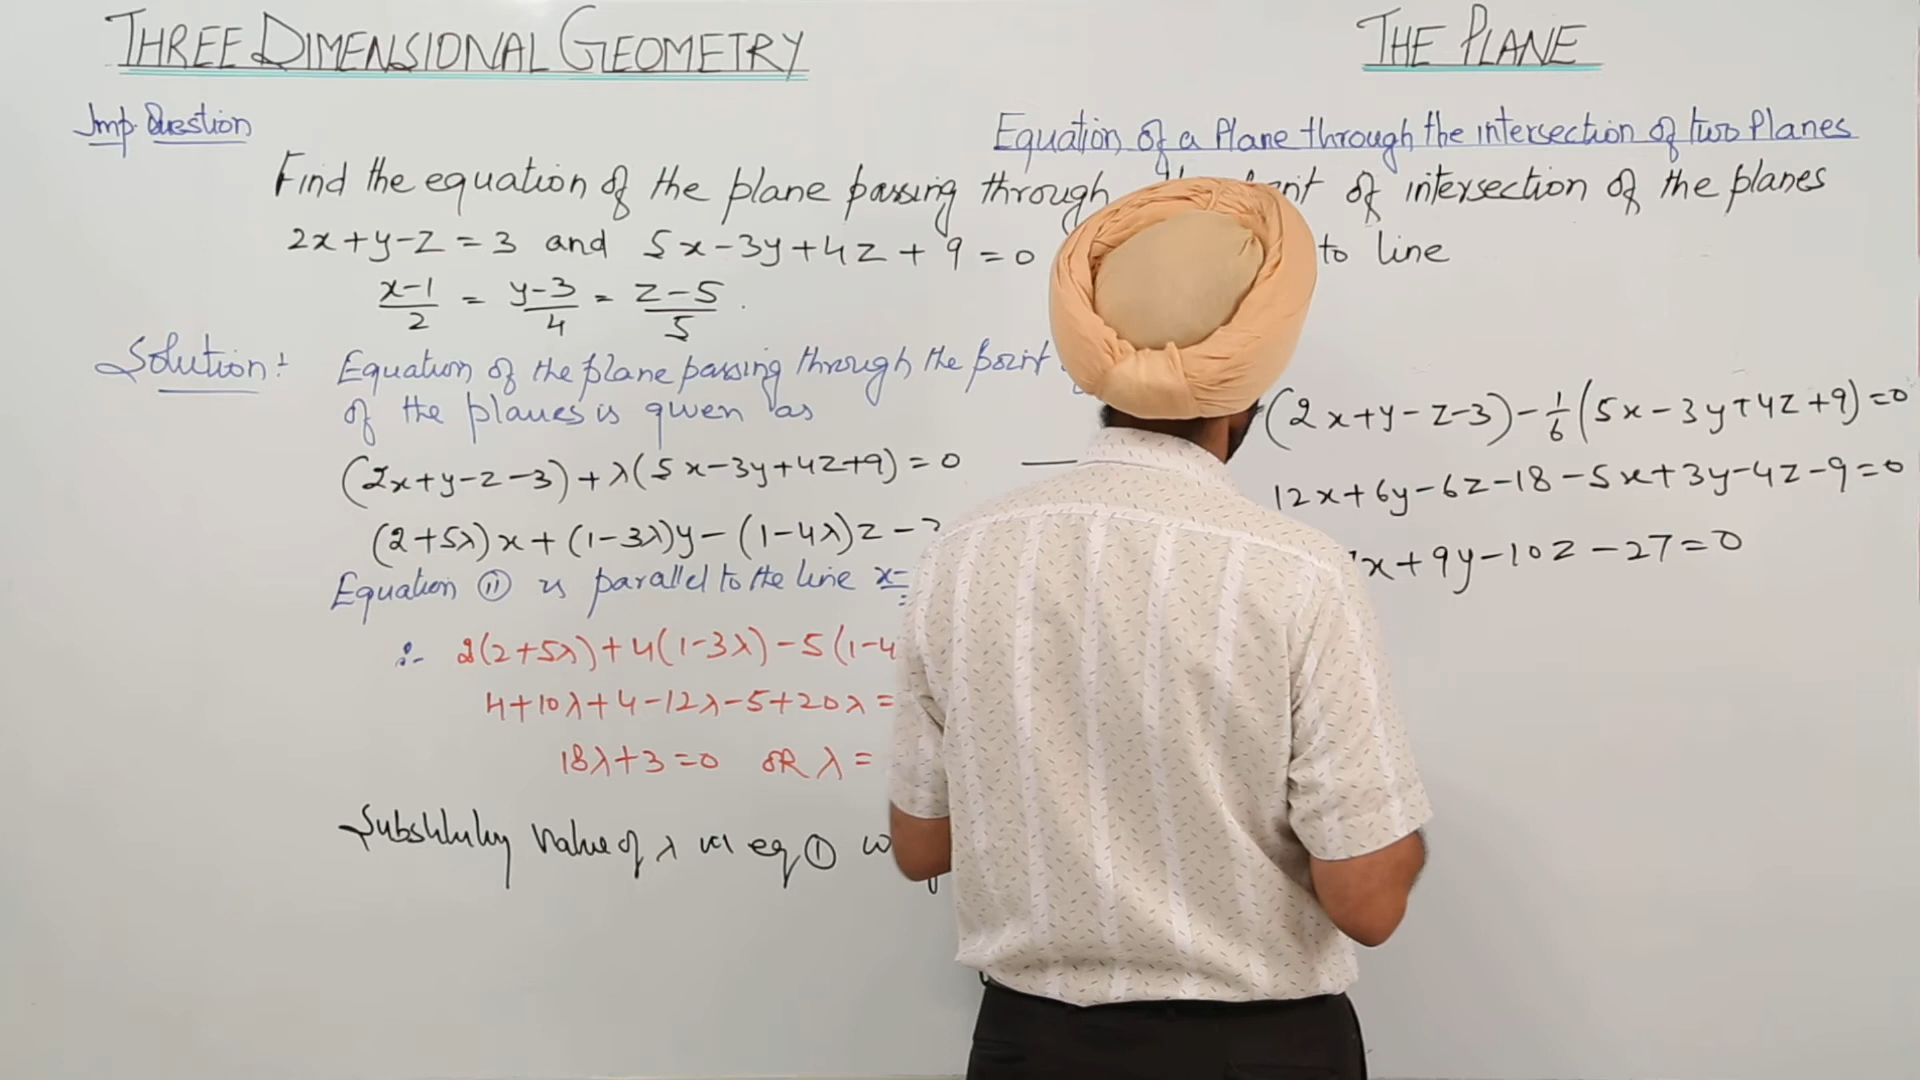 THREE DIMENSIONAL GEOMETRY
THE PLANE
Imp. Question
Equation of a Plane through the intersection of two Planes
Find the equation of the plane passing through of intersection of the planes
2x+y-z=3 and 5x-3y+4z+9=0 to line
x-1/2 = y-3/4 = z-5/5.
Solution:- Equation of the plane passing through the point
of the planes is given as
(2x+y-z-3)+λ(5x-3y+4z+9)=0 —
(2+5λ)x+(1-3λ)y-(1-4λ)z-
Equation (ii) is parallel to the line
∴- 2(2+5λ)+4(1-3λ)-5(1-4
4+10λ+4-12λ-5+20λ=
18λ+3=0 OR λ=
Substituting value of λ in eq (1)
(2x+y-z-3)-1/6(5x-3y+4z+9)=0
12x+6y-6z-18-5x+3y-4z-9=0
x+9y-10z-27=0